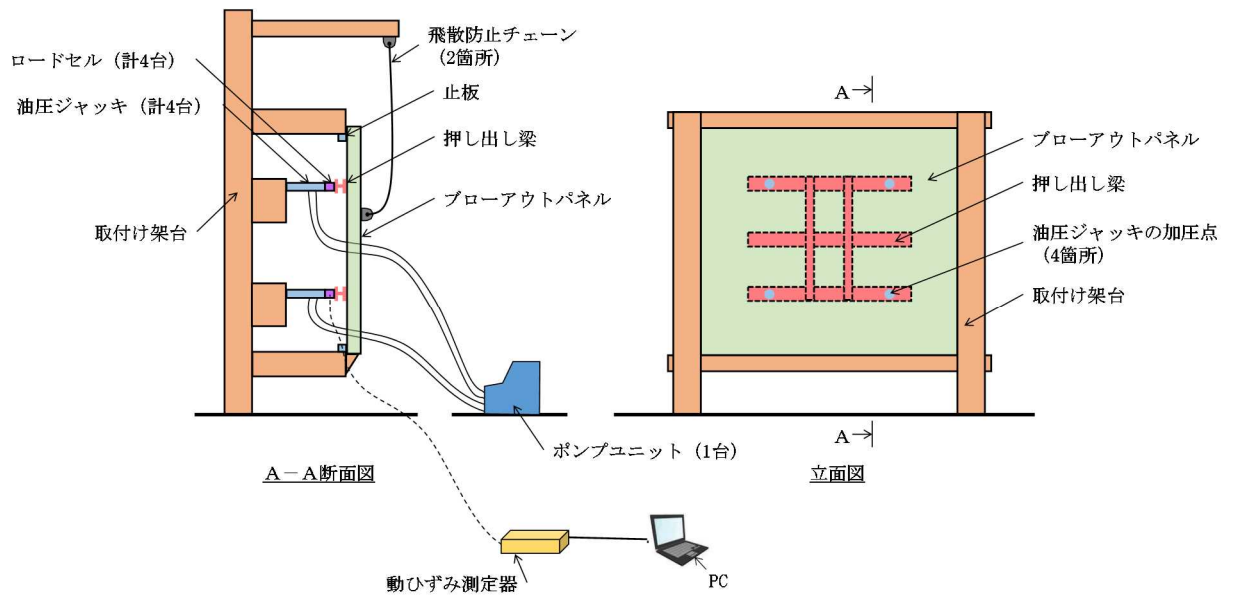 飛散防止チェーン
(2箇所)
ロードセル (計4台)
油圧ジャッキ (計4台)
止板
押し出し梁
ブローアウトパネル
取付け架台
ポンプユニット (1台)
A-A断面図
A
ブローアウトパネル
押し出し梁
油圧ジャッキの加圧点
(4箇所)
取付け架台
A
立面図
動ひずみ測定器
PC